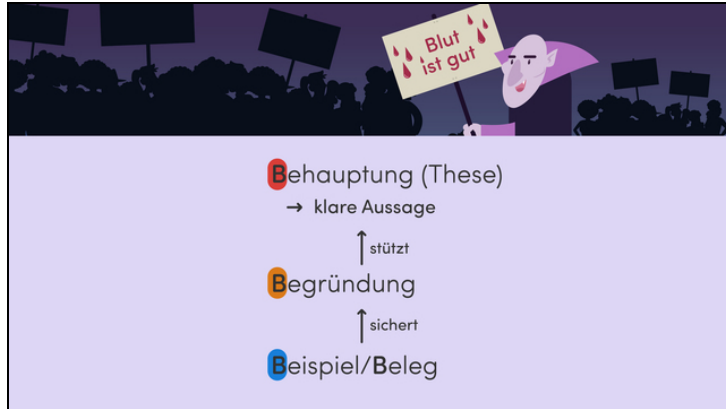 Blut
ist gut
Behauptung (These)
→ klare Aussage
stützt
Begründung
sichert
Beispiel/Beleg